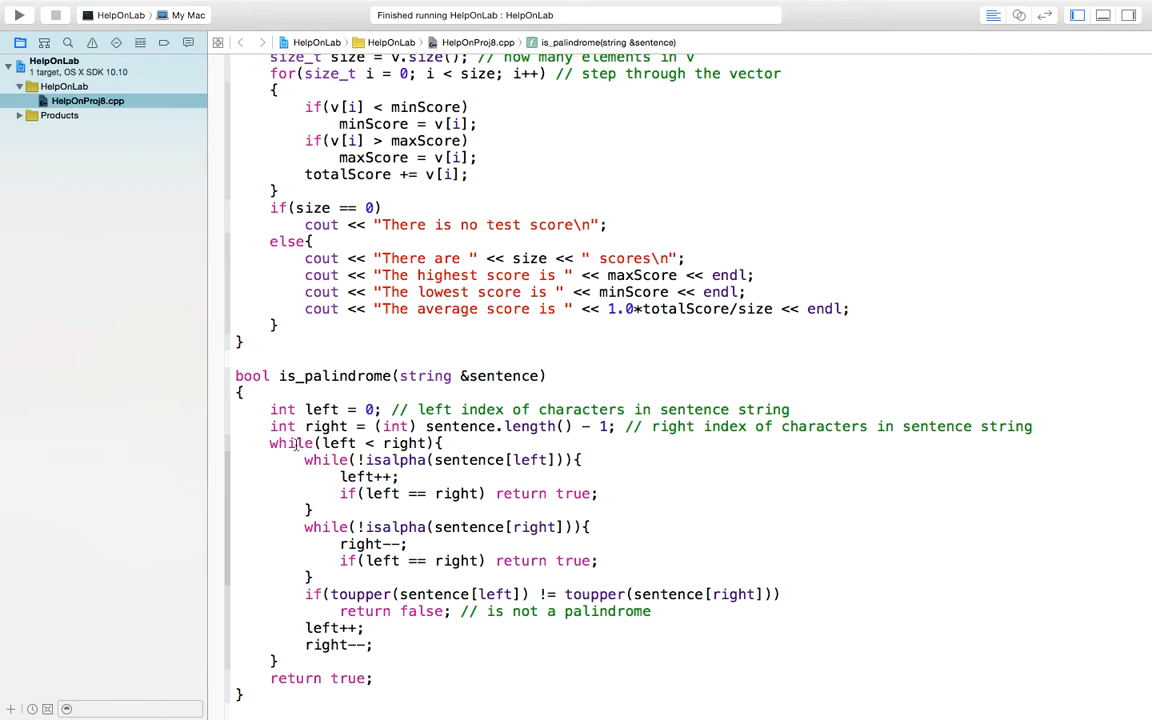 HelpOnLab
My Mac
Finished running HelpOnLab : HelpOnLab
HelpOnLab
HelpOnLab
HelpOnProj8.cpp
is_palindrome(string &sentence)
HelpOnLab
1 target, OS X SDK 10.10
HelpOnLab
HelpOnProj8.cpp
Products
size_t size = v.size(); // how many elements in v
for(size_t i = 0; i < size; i++) // step through the vector
{
if(v[i] < minScore)
minScore = v[i];
if(v[i] > maxScore)
maxScore = v[i];
totalScore += v[i];
}
if(size == 0)
cout << "There is no test score\n";
else{
cout << "There are " << size << " scores\n";
cout << "The highest score is " << maxScore << endl;
cout << "The lowest score is " << minScore << endl;
cout << "The average score is " << 1.0*totalScore/size << endl;
}
}
bool is_palindrome(string &sentence)
{
int left = 0; // left index of characters in sentence string
int right = (int) sentence.length() - 1; // right index of characters in sentence string
while(left < right){
while(!isalpha(sentence[left])){
left++;
if(left == right) return true;
}
while(!isalpha(sentence[right])){
right--;
if(left == right) return true;
}
if(toupper(sentence[left]) != toupper(sentence[right]))
return false; // is not a palindrome
left++;
right--;
}
return true;
}